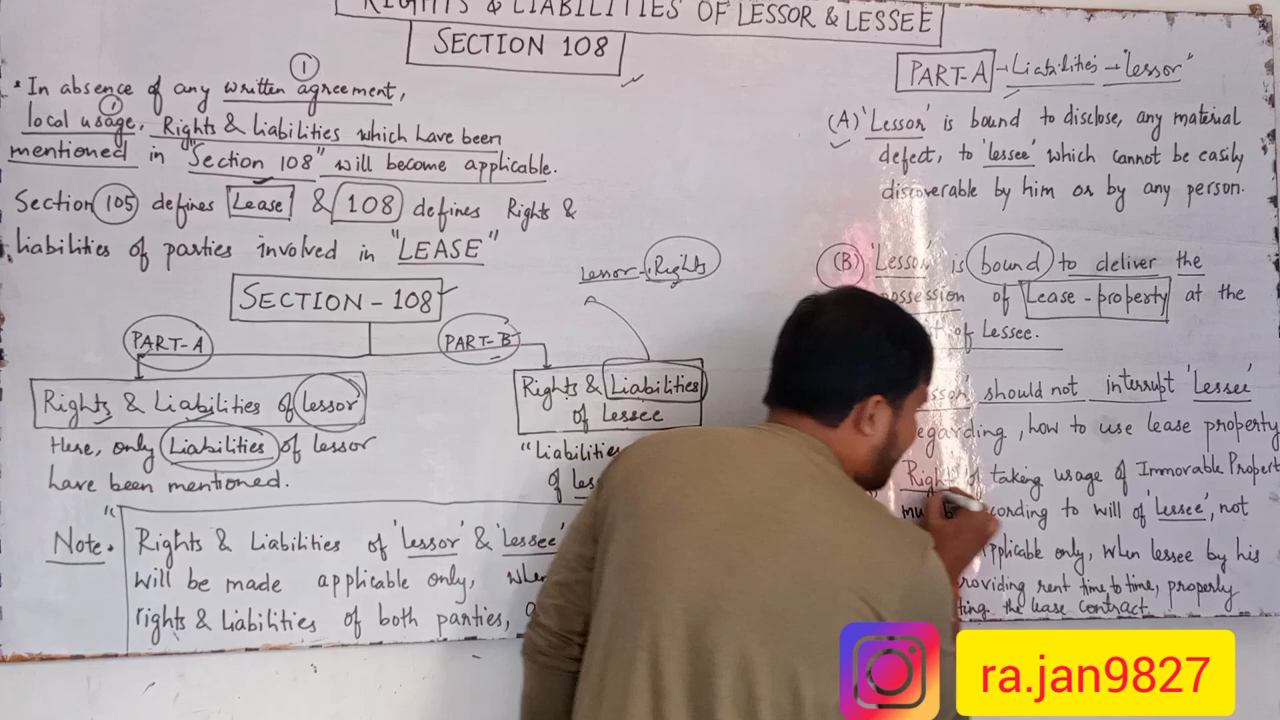 RIGHTS & LIABILITIES OF LESSOR & LESSEE
SECTION 108
①
• In absence of any written agreement,
①
local usage, Rights & Liabilities which have been
mentioned in "Section 108" will become applicable.
Section 105 defines Lease & 108 defines Rights &
liabilities of parties involved in "LEASE"
Lessor - Rights
SECTION - 108
PART-A
PART-B
Rights & Liabilities of lessor
Here, only Liabilities of lessor
have been mentioned.
Rights & Liabilities
of Lessee
"Liabilities
of
Note.
Rights & Liabilities of 'lessor' & 'lessee'
will be made applicable only,
rights & Liabilities of both parties,
PART-A - Liabilities - "lessor"
(A) 'Lessor' is bound to disclose, any material
defect, to 'lessee' which cannot be easily
discoverable by him or by any person.
(B) 'Lessor' is bound to deliver the
possession of Lease - property at the
of Lessee.
should not interrupt 'Lessee'
regarding, how to use lease property
Right of taking usage of Immovable Property
according to will of 'lessee', not
applicable only, when lessee by his
providing rent time to time, properly
the lease contract
ra.jan9827